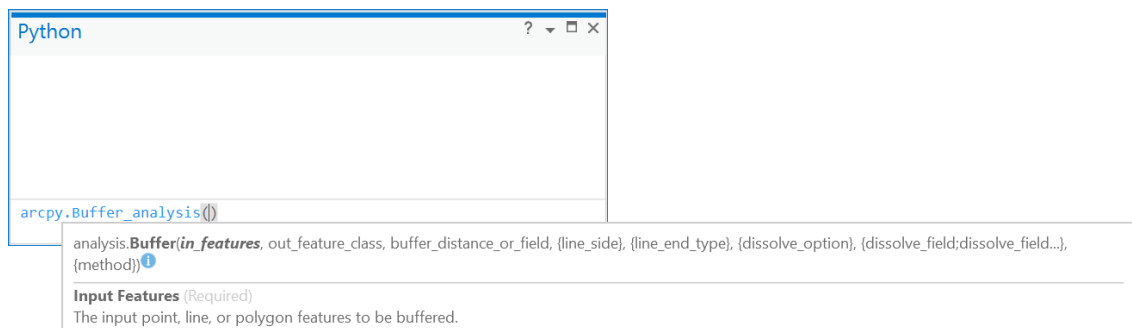 Python
arcpy.Buffer_analysis()
analysis.Buffer(in_features, out_feature_class, buffer_distance_or_field, {line_side}, {line_end_type}, {dissolve_option}, {dissolve_field;dissolve_field...},
{method})
Input Features (Required)
The input point, line, or polygon features to be buffered.